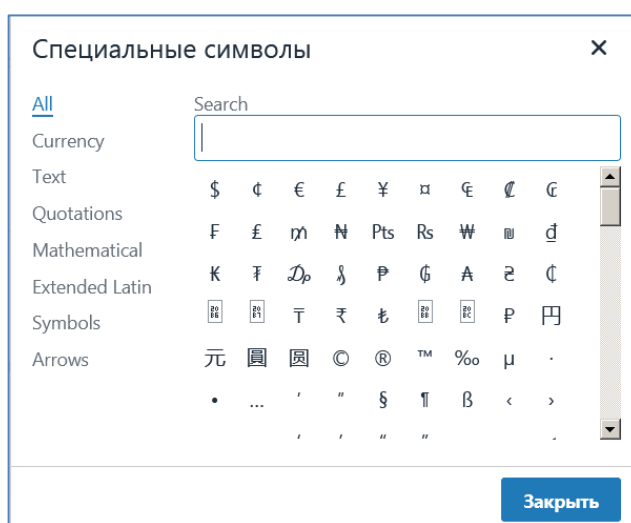 Специальные символы
All
Search
Currency
Text
Quotations
Mathematical
Extended Latin
Symbols
Arrows
$ ¢ € £ ¥ ¤ ₠ ₡ ₢
₣ ₤ ₥ ₦ ₧ ₨ ₩ ₪ ₫
₭ ₮ ₯ ₰ ₱ ₲ ₳ ₴ ₵
₸ ₹ ₺ ₽ 円
元 圓 圆 © ® ™ ‰ µ ·
• … ′ ″ § ¶ ß ‹ ›
Закрыть